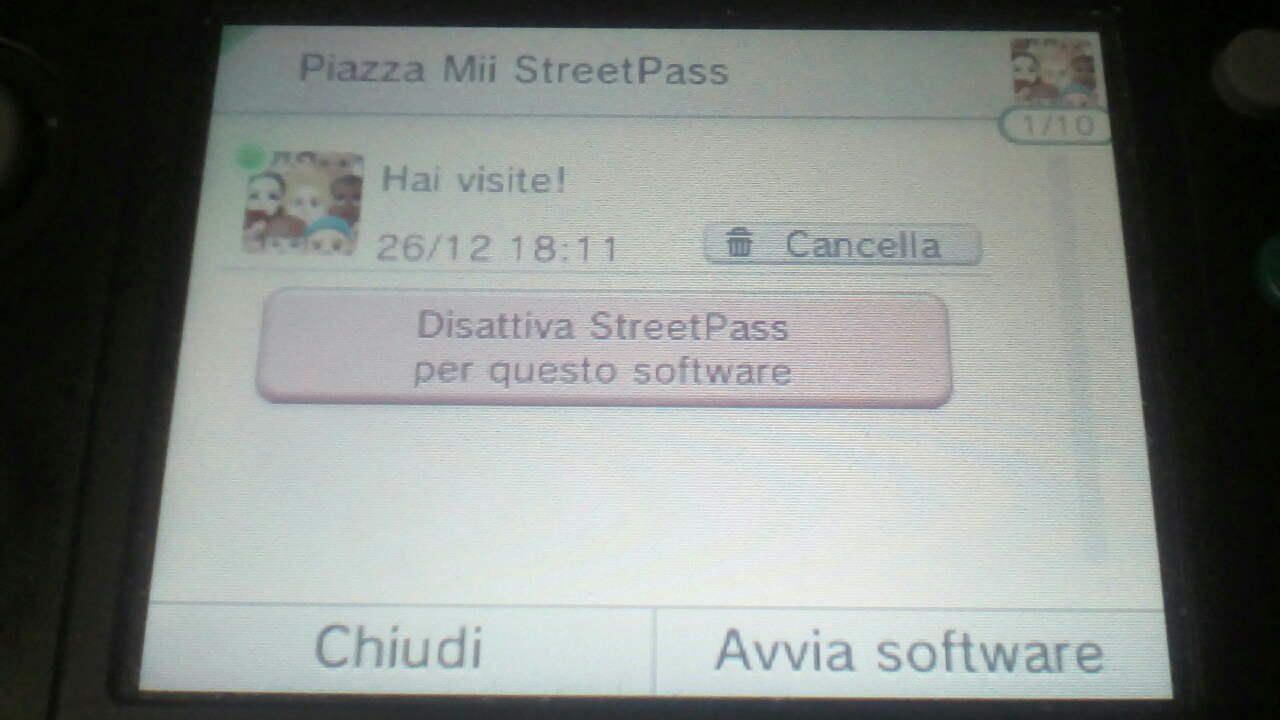 Piazza Mii StreetPass
1/10
Hai visite!
26/12 18:11
Cancella
Disattiva StreetPass
per questo software
Chiudi
Avvia software